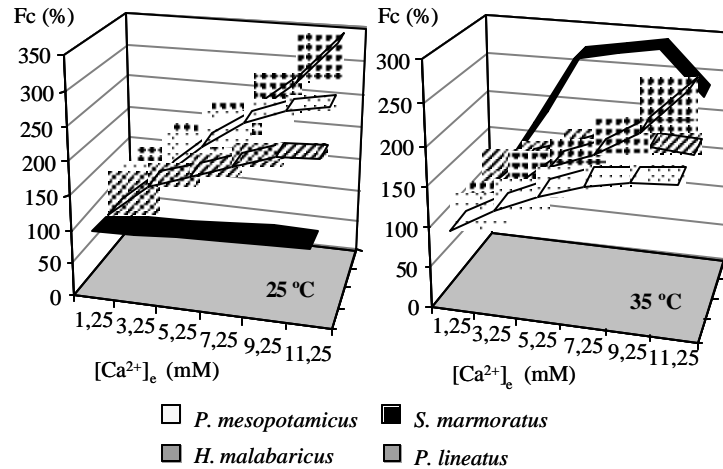 Fc (%)
350
300
250
200
150
100
50
0
1,25
3,25
5,25
7,25
9,25
11,25
25 ºC
[Ca²⁺]ₑ (mM)
Fc (%)
300
250
200
150
100
50
0
1,25
3,25
5,25
7,25
9,25
11,25
35 ºC
[Ca²⁺]ₑ (mM)
P. mesopotamicus
S. marmoratus
H. malabaricus
P. lineatus